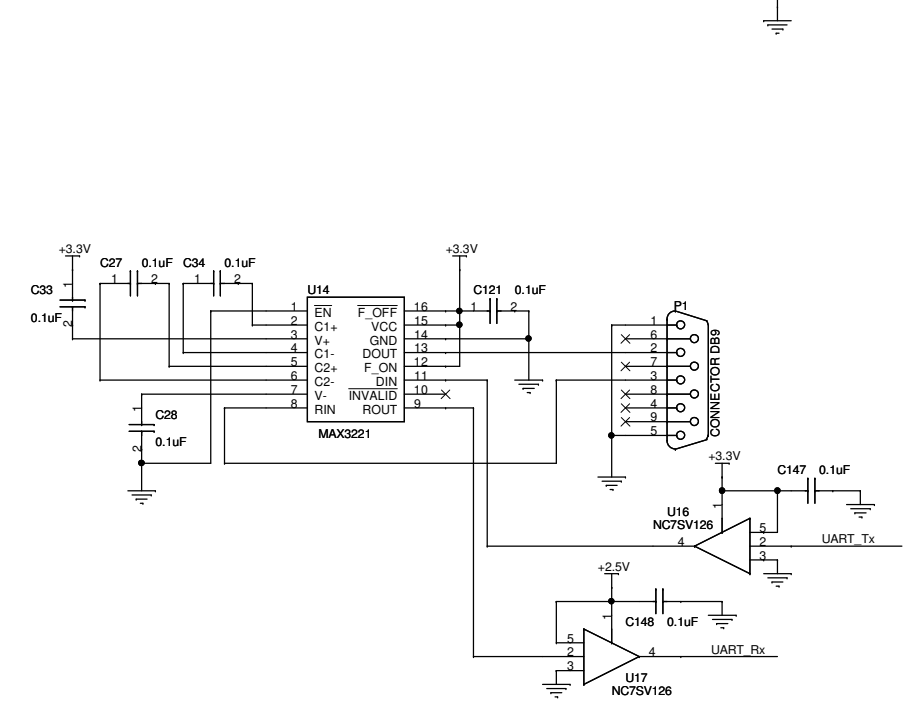 +3.3V
C27 0.1uF C34 0.1uF
1 2 1 2
C33
1
0.1uF
2
+3.3V
C121 0.1uF
1 2
U14
1 EN F_OFF 16
2 C1+ VCC 15
3 V+ GND 14
4 C1- DOUT 13
5 C2+ F_ON 12
6 C2- DIN 11
7 V- INVALID 10
8 RIN ROUT 9
MAX3221
1
C28
0.1uF
2
P1
1
6
2
7
3
8
4
9
5
CONNECTOR DB9
+3.3V
C147 0.1uF
U16
NC7SV126
1
5
4 2 UART_Tx
3
+2.5V
C148 0.1uF
1
5
2 4 UART_Rx
3
U17
NC7SV126